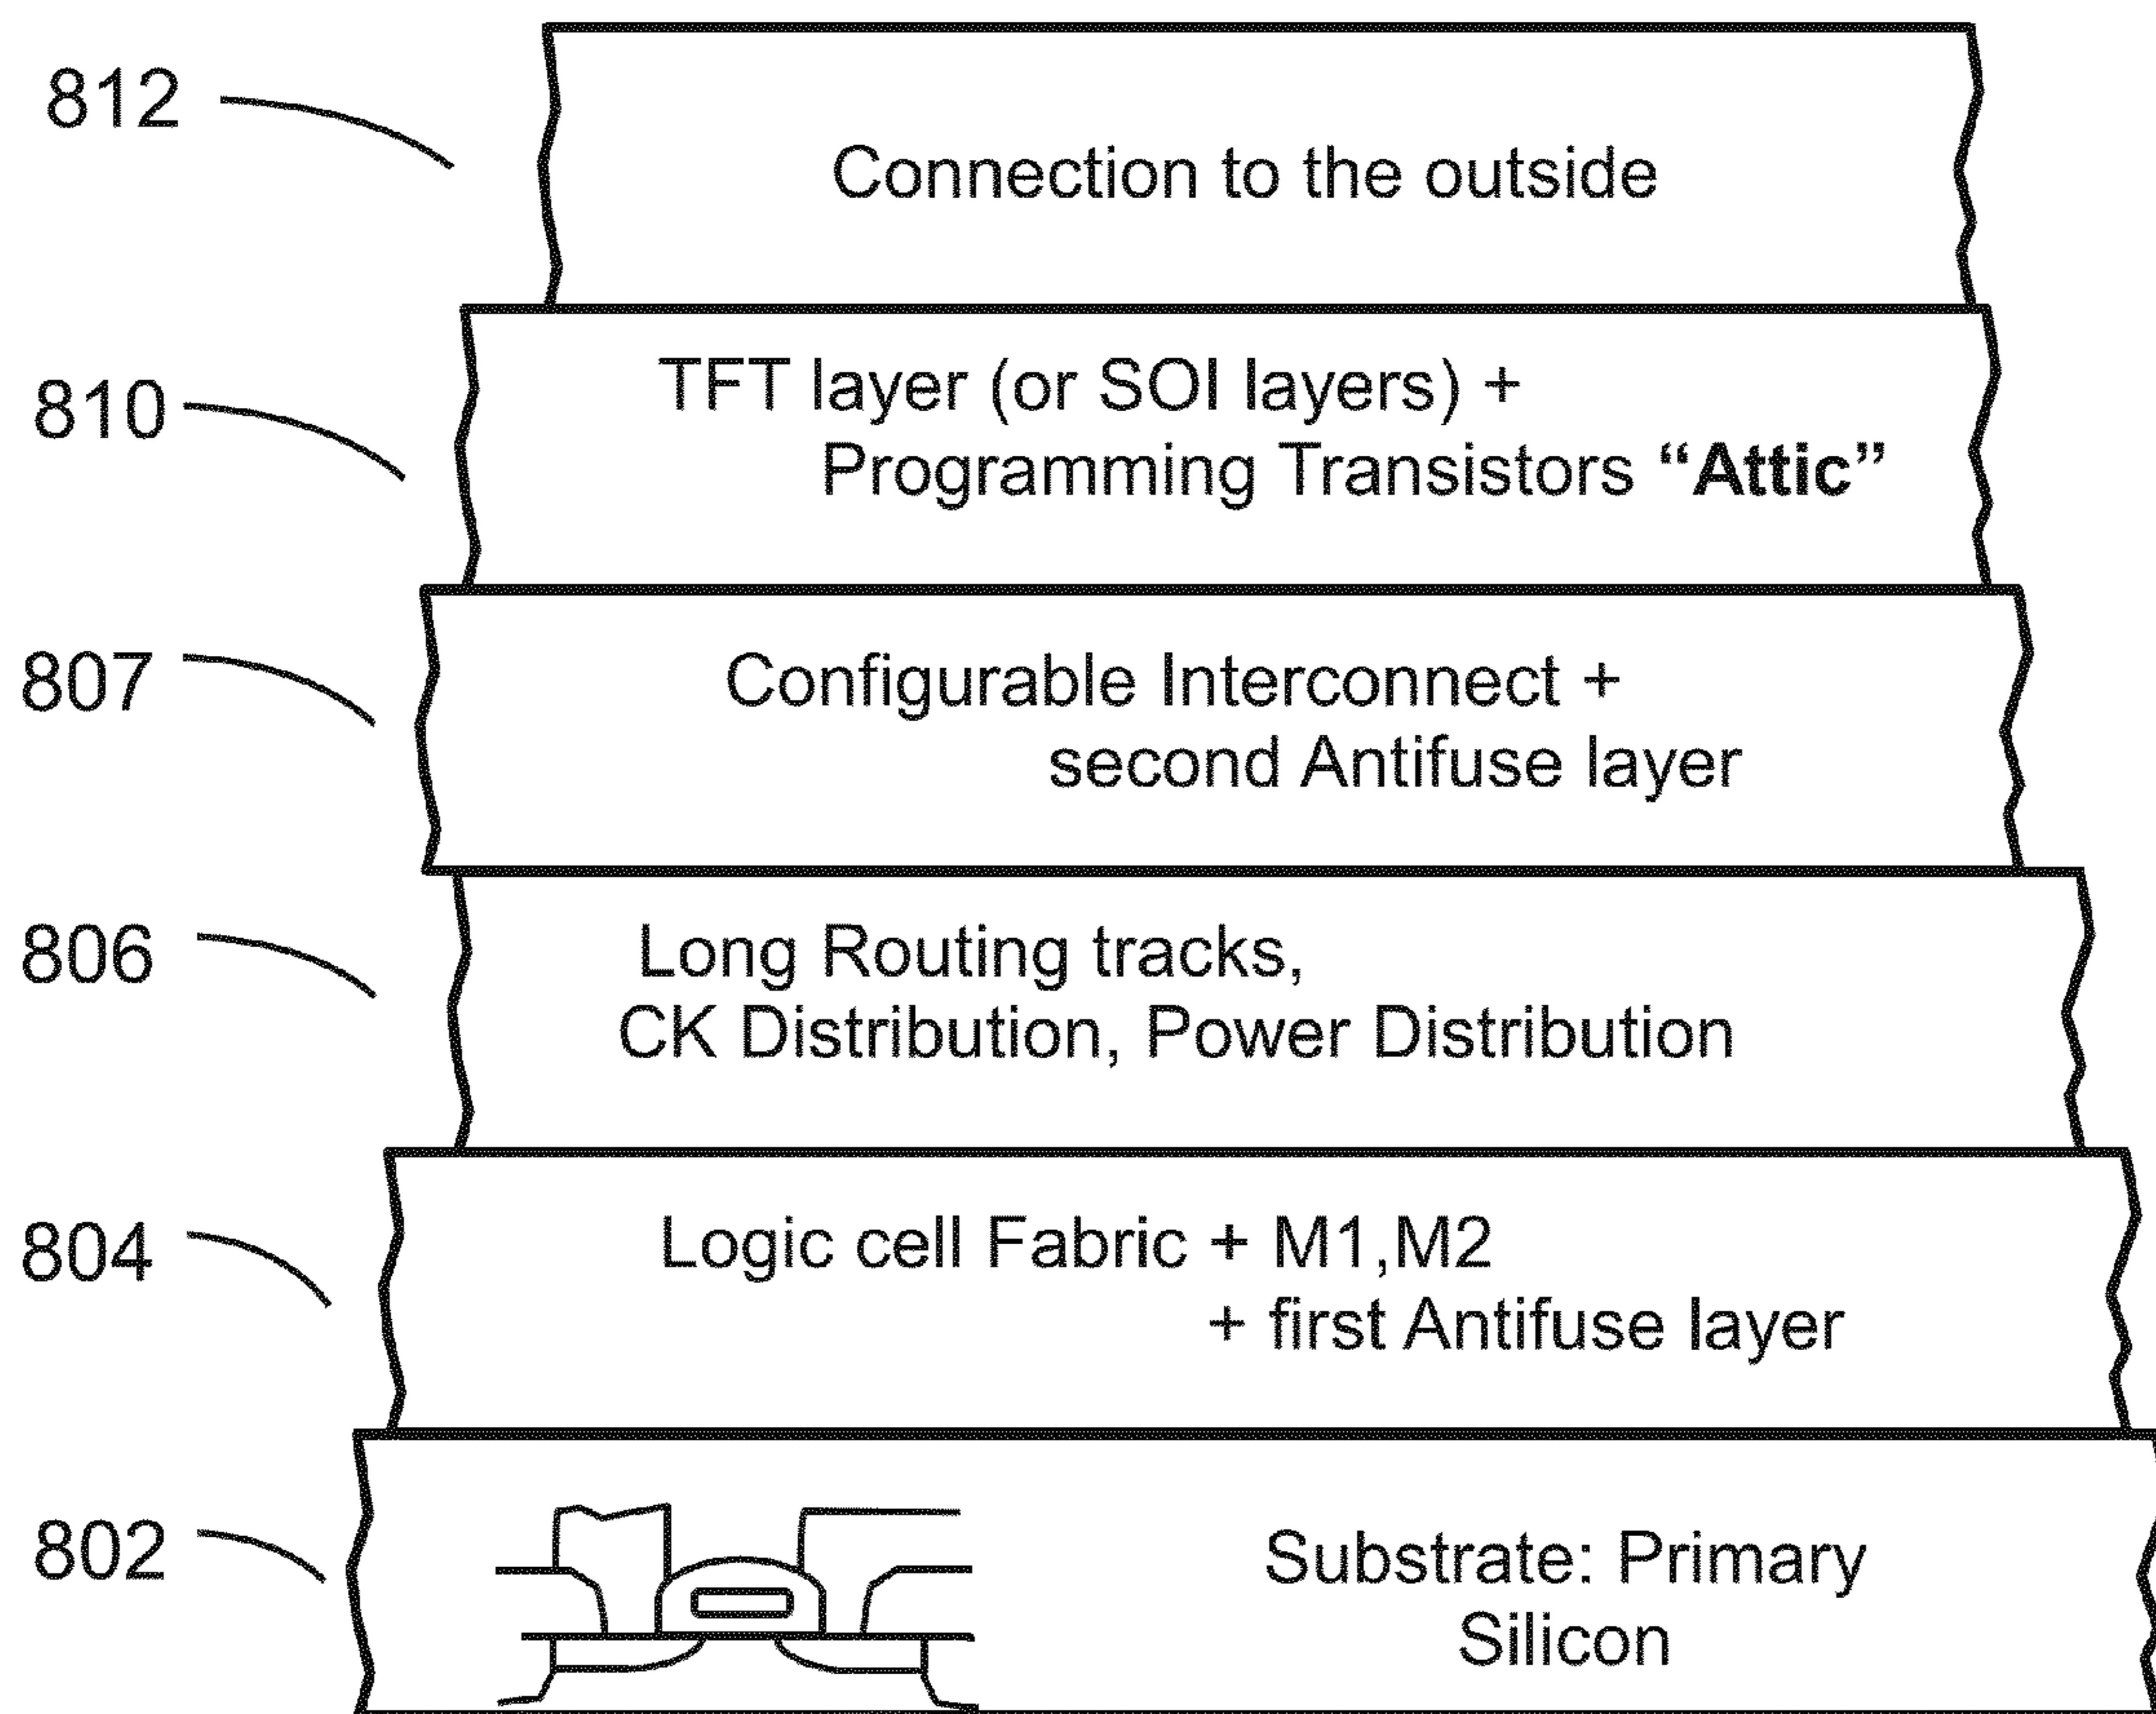 812
Connection to the outside
810
TFT layer (or SOI layers) +
Programming Transistors “Attic”
807
Configurable Interconnect +
second Antifuse layer
806
Long Routing tracks,
CK Distribution, Power Distribution
804
Logic cell Fabric + M1,M2
+ first Antifuse layer
802
Substrate: Primary
Silicon